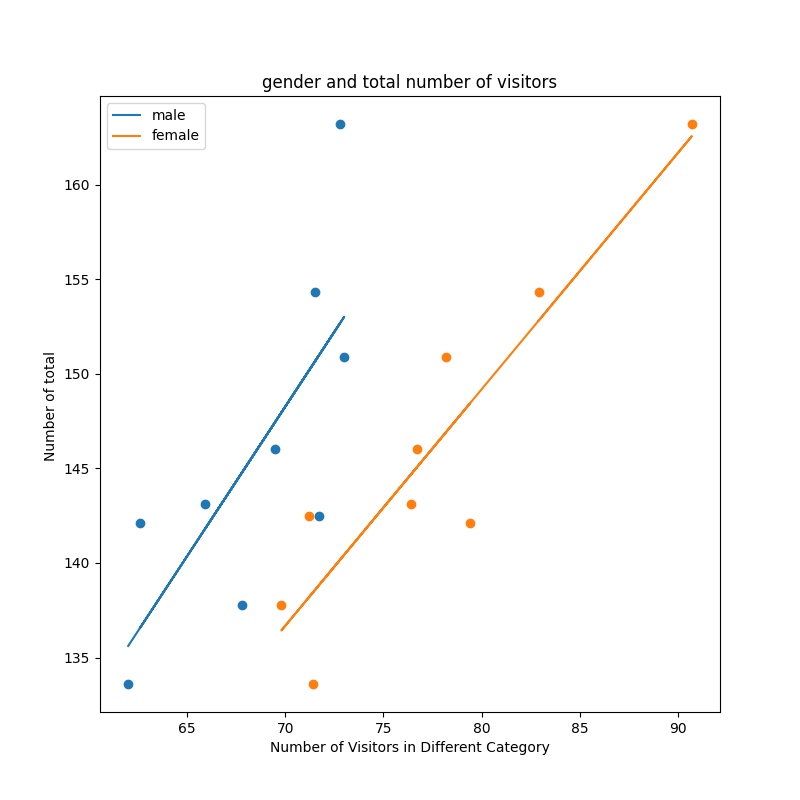 gender and total number of visitors
male
female
160
155
150
145
140
135
Number of total
65 70 75 80 85 90
Number of Visitors in Different Category